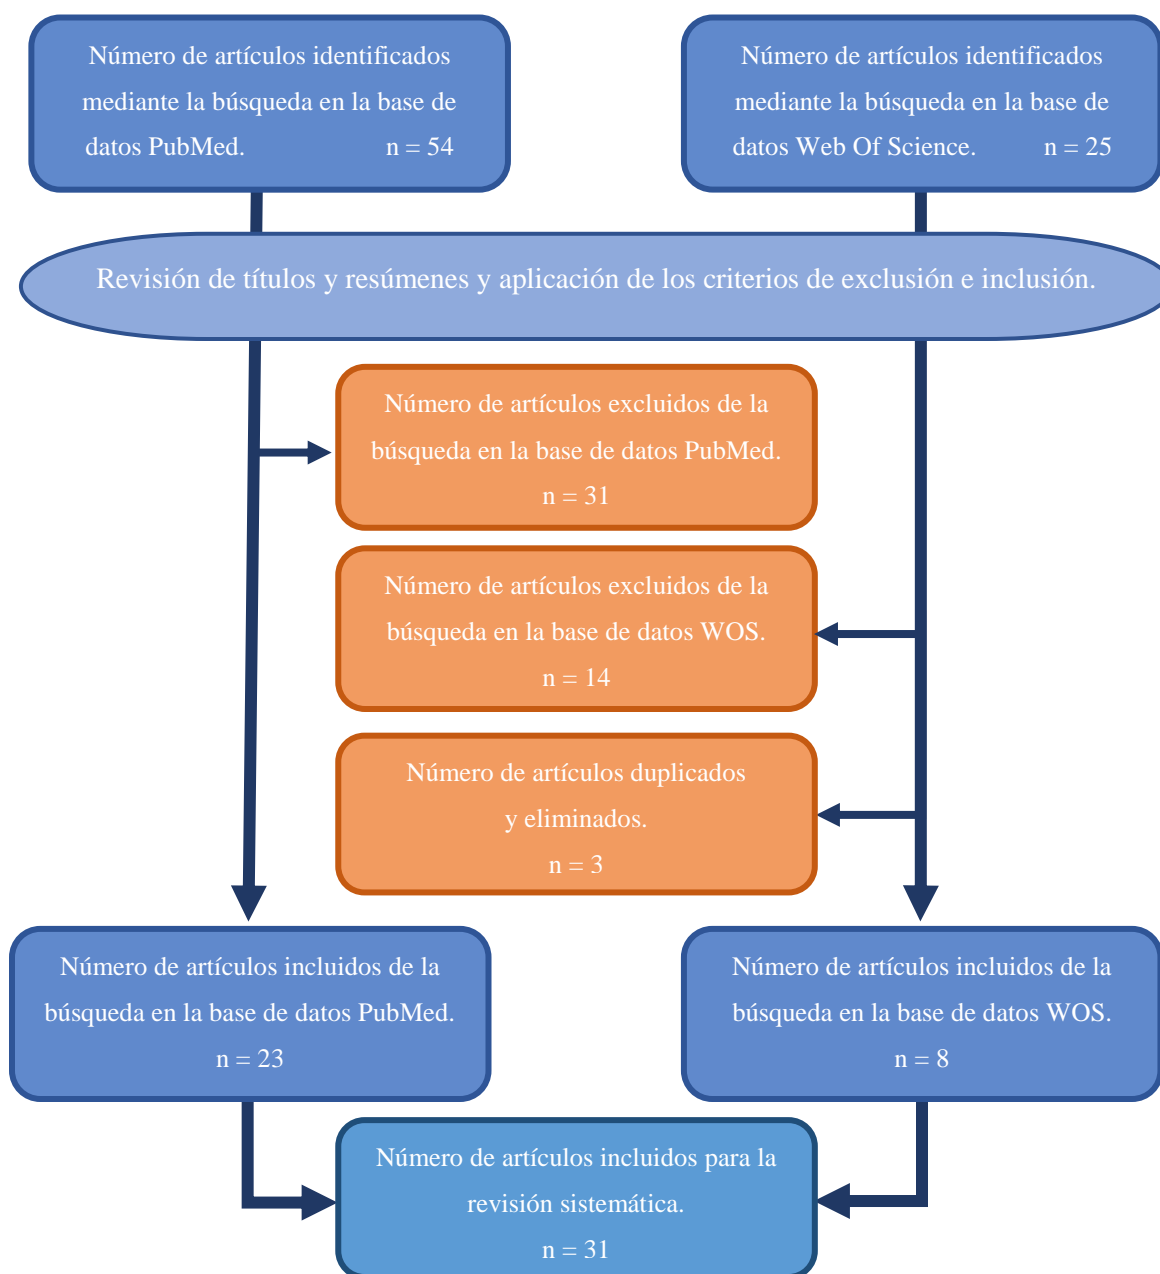 Número de artículos identificados
mediante la búsqueda en la base de
datos PubMed. n = 54
Número de artículos identificados
mediante la búsqueda en la base de
datos Web Of Science. n = 25
Revisión de títulos y resúmenes y aplicación de los criterios de exclusión e inclusión.
Número de artículos excluidos de la
búsqueda en la base de datos PubMed.
n = 31
Número de artículos excluidos de la
búsqueda en la base de datos WOS.
n = 14
Número de artículos duplicados
y eliminados.
n = 3
Número de artículos incluidos de la
búsqueda en la base de datos PubMed.
n = 23
Número de artículos incluidos de la
búsqueda en la base de datos WOS.
n = 8
Número de artículos incluidos para la
revisión sistemática.
n = 31